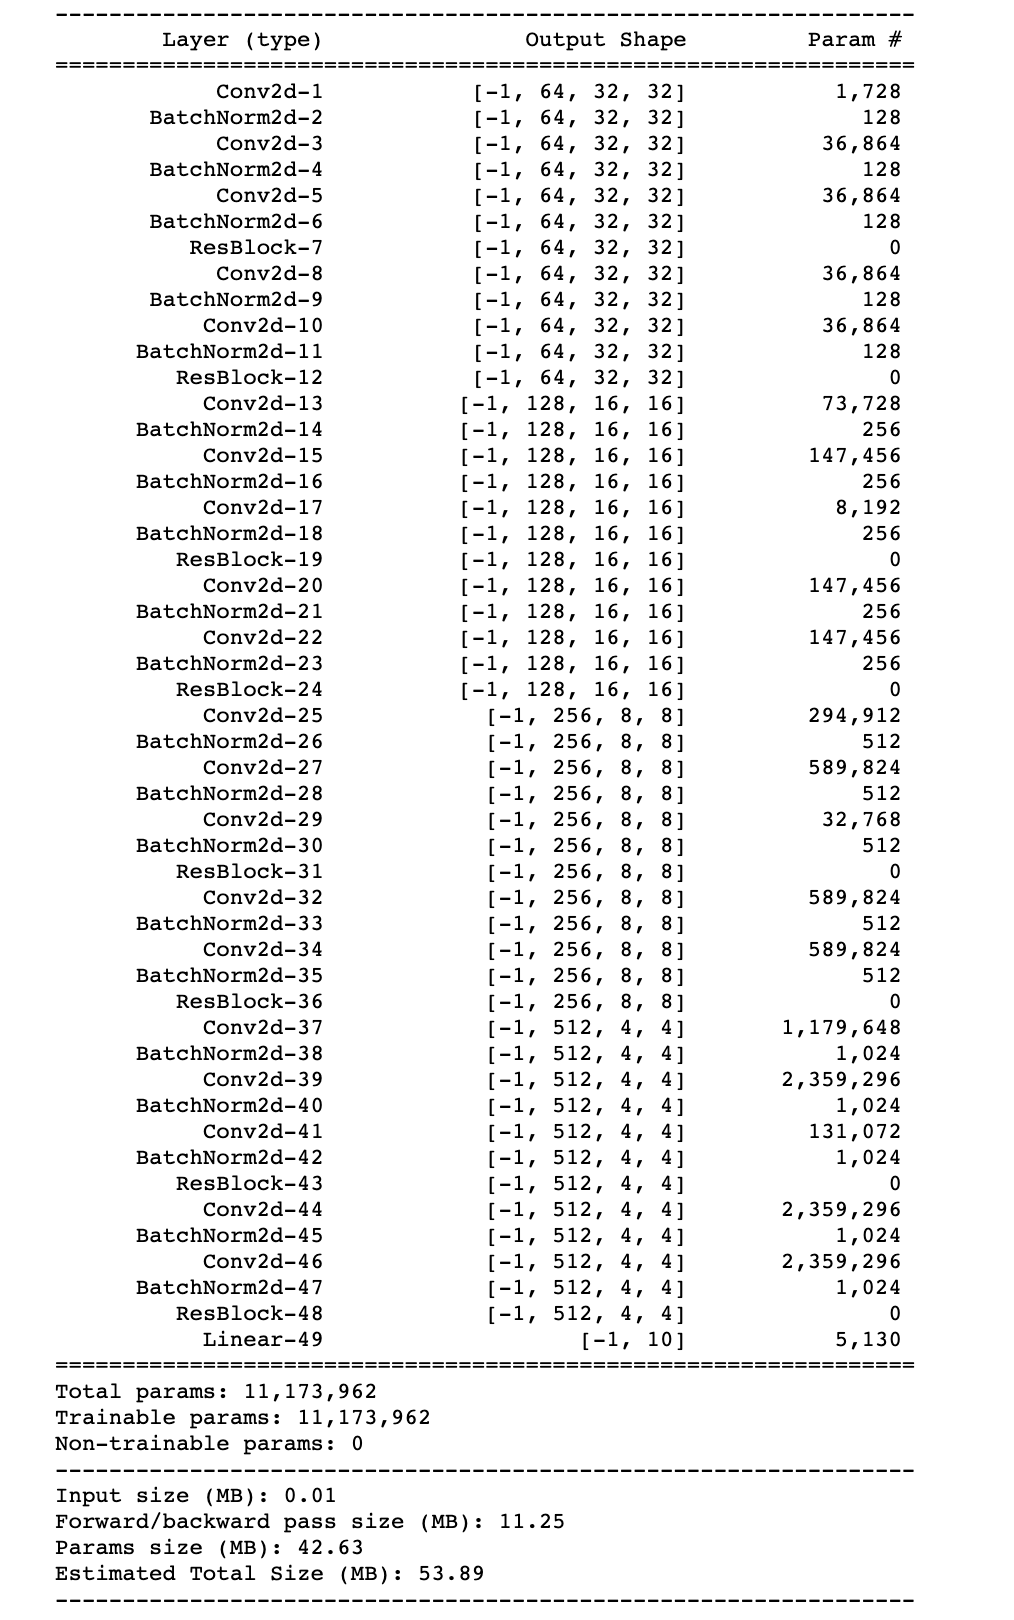 ----------------------------------------------------------------
Layer (type) Output Shape Param #
================================================================
Conv2d-1 [-1, 64, 32, 32] 1,728
BatchNorm2d-2 [-1, 64, 32, 32] 128
Conv2d-3 [-1, 64, 32, 32] 36,864
BatchNorm2d-4 [-1, 64, 32, 32] 128
Conv2d-5 [-1, 64, 32, 32] 36,864
BatchNorm2d-6 [-1, 64, 32, 32] 128
ResBlock-7 [-1, 64, 32, 32] 0
Conv2d-8 [-1, 64, 32, 32] 36,864
BatchNorm2d-9 [-1, 64, 32, 32] 128
Conv2d-10 [-1, 64, 32, 32] 36,864
BatchNorm2d-11 [-1, 64, 32, 32] 128
ResBlock-12 [-1, 64, 32, 32] 0
Conv2d-13 [-1, 128, 16, 16] 73,728
BatchNorm2d-14 [-1, 128, 16, 16] 256
Conv2d-15 [-1, 128, 16, 16] 147,456
BatchNorm2d-16 [-1, 128, 16, 16] 256
Conv2d-17 [-1, 128, 16, 16] 8,192
BatchNorm2d-18 [-1, 128, 16, 16] 256
ResBlock-19 [-1, 128, 16, 16] 0
Conv2d-20 [-1, 128, 16, 16] 147,456
BatchNorm2d-21 [-1, 128, 16, 16] 256
Conv2d-22 [-1, 128, 16, 16] 147,456
BatchNorm2d-23 [-1, 128, 16, 16] 256
ResBlock-24 [-1, 128, 16, 16] 0
Conv2d-25 [-1, 256, 8, 8] 294,912
BatchNorm2d-26 [-1, 256, 8, 8] 512
Conv2d-27 [-1, 256, 8, 8] 589,824
BatchNorm2d-28 [-1, 256, 8, 8] 512
Conv2d-29 [-1, 256, 8, 8] 32,768
BatchNorm2d-30 [-1, 256, 8, 8] 512
ResBlock-31 [-1, 256, 8, 8] 0
Conv2d-32 [-1, 256, 8, 8] 589,824
BatchNorm2d-33 [-1, 256, 8, 8] 512
Conv2d-34 [-1, 256, 8, 8] 589,824
BatchNorm2d-35 [-1, 256, 8, 8] 512
ResBlock-36 [-1, 256, 8, 8] 0
Conv2d-37 [-1, 512, 4, 4] 1,179,648
BatchNorm2d-38 [-1, 512, 4, 4] 1,024
Conv2d-39 [-1, 512, 4, 4] 2,359,296
BatchNorm2d-40 [-1, 512, 4, 4] 1,024
Conv2d-41 [-1, 512, 4, 4] 131,072
BatchNorm2d-42 [-1, 512, 4, 4] 1,024
ResBlock-43 [-1, 512, 4, 4] 0
Conv2d-44 [-1, 512, 4, 4] 2,359,296
BatchNorm2d-45 [-1, 512, 4, 4] 1,024
Conv2d-46 [-1, 512, 4, 4] 2,359,296
BatchNorm2d-47 [-1, 512, 4, 4] 1,024
ResBlock-48 [-1, 512, 4, 4] 0
Linear-49 [-1, 10] 5,130
================================================================
Total params: 11,173,962
Trainable params: 11,173,962
Non-trainable params: 0
----------------------------------------------------------------
Input size (MB): 0.01
Forward/backward pass size (MB): 11.25
Params size (MB): 42.63
Estimated Total Size (MB): 53.89
----------------------------------------------------------------